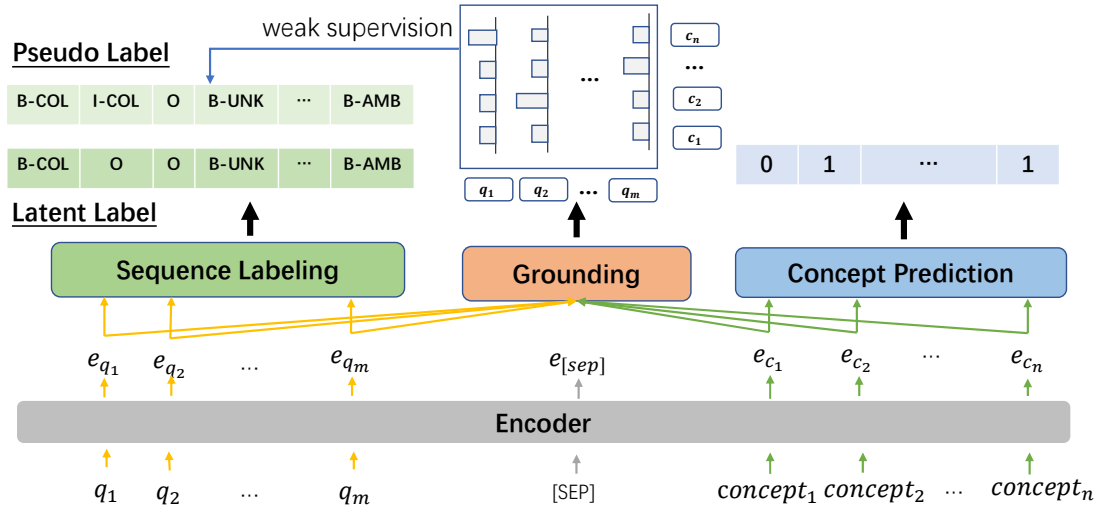 weak supervision
Pseudo Label
B-COL I-COL O B-UNK ... B-AMB
B-COL O O B-UNK ... B-AMB
Latent Label
...
c_n
...
c_2
c_1
q_1 q_2 ... q_m
0 1 ... 1
Sequence Labeling
Grounding
Concept Prediction
e_{q_1} e_{q_2} ... e_{q_m} e_{[sep]} e_{c_1} e_{c_2} ... e_{c_n}
Encoder
q_1 q_2 ... q_m [SEP] concept_1 concept_2 ... concept_n